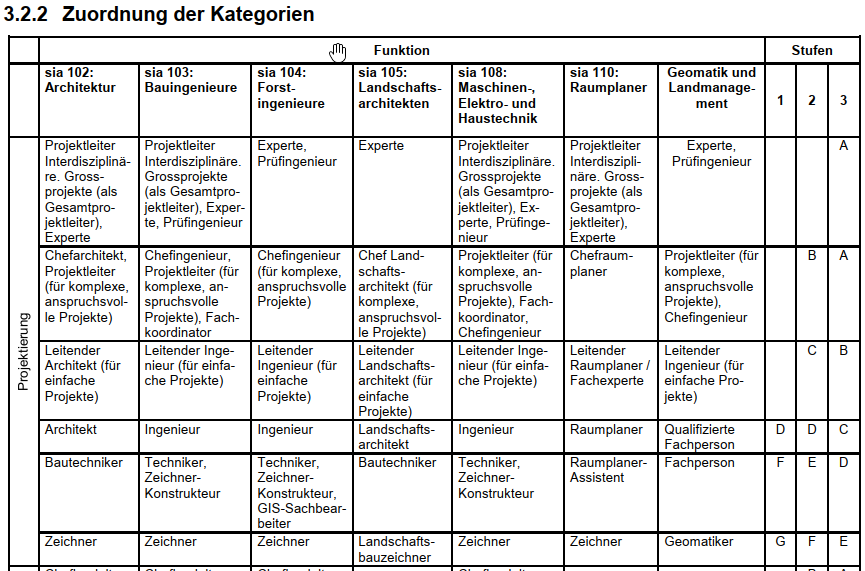 3.2.2 Zuordnung der Kategorien
Funktion
Stufen
sia 102:
Architektur
sia 103:
Bauingenieure
sia 104:
Forst-
ingenieure
sia 105:
Landschafts-
architekten
sia 108:
Maschinen-,
Elektro- und
Haustechnik
sia 110:
Raumplaner
Geomatik und
Landmanage-
ment
1
2
3
Projektierung
Projektleiter
Interdisziplinä-
re. Gross-
projekte (als
Gesamtpro-
jektleiter),
Experte
Projektleiter
Interdisziplinäre.
Grossprojekte
(als Gesamtpro-
jektleiter), Exper-
te, Prüfingenieur
Experte,
Prüfingenieur
Experte
Projektleiter
Interdisziplinäre.
Grossprojekte
(als Gesamtpro-
jektleiter), Ex-
perte, Prüfinge-
nieur
Projektleiter
Interdiszipli-
näre. Gross-
projekte (als
Gesamtpro-
jektleiter),
Experte
Experte,
Prüfingenieur
A
Chefarchitekt,
Projektleiter
(für komplexe,
anspruchsvol-
le Projekte)
Chefingenieur,
Projektleiter (für
komplexe, an-
spruchsvolle
Projekte), Fach-
koordinator
Chefingenieur
(für komplexe,
anspruchsvolle
Projekte)
Chef Land-
schafts-
architekt (für
komplexe,
anspruchsvol-
le Projekte)
Projektleiter (für
komplexe, an-
spruchsvolle
Projekte), Fach-
koordinator,
Chefingenieur
Chefraum-
planer
Projektleiter (für
komplexe,
anspruchsvolle
Projekte),
Chefingenieur
B
A
Leitender
Architekt (für
einfache
Projekte)
Leitender Inge-
nieur (für einfa-
che Projekte)
Leitender
Ingenieur (für
einfache
Projekte)
Leitender
Landschafts-
architekt (für
einfache
Projekte)
Leitender Inge-
nieur (für einfa-
che Projekte)
Leitender
Raumplaner /
Fachexperte
Leitender
Ingenieur (für
einfache Pro-
jekte)
C
B
Architekt
Ingenieur
Ingenieur
Landschafts-
architekt
Ingenieur
Raumplaner
Qualifizierte
Fachperson
D
D
C
Bautechniker
Techniker,
Zeichner-
Konstrukteur
Techniker,
Zeichner-
Konstrukteur,
GIS-Sachbear-
beiter
Bautechniker
Techniker,
Zeichner-
Konstrukteur
Raumplaner-
Assistent
Fachperson
F
E
D
Zeichner
Zeichner
Zeichner
Landschafts-
bauzeichner
Zeichner
Zeichner
Geomatiker
G
F
E